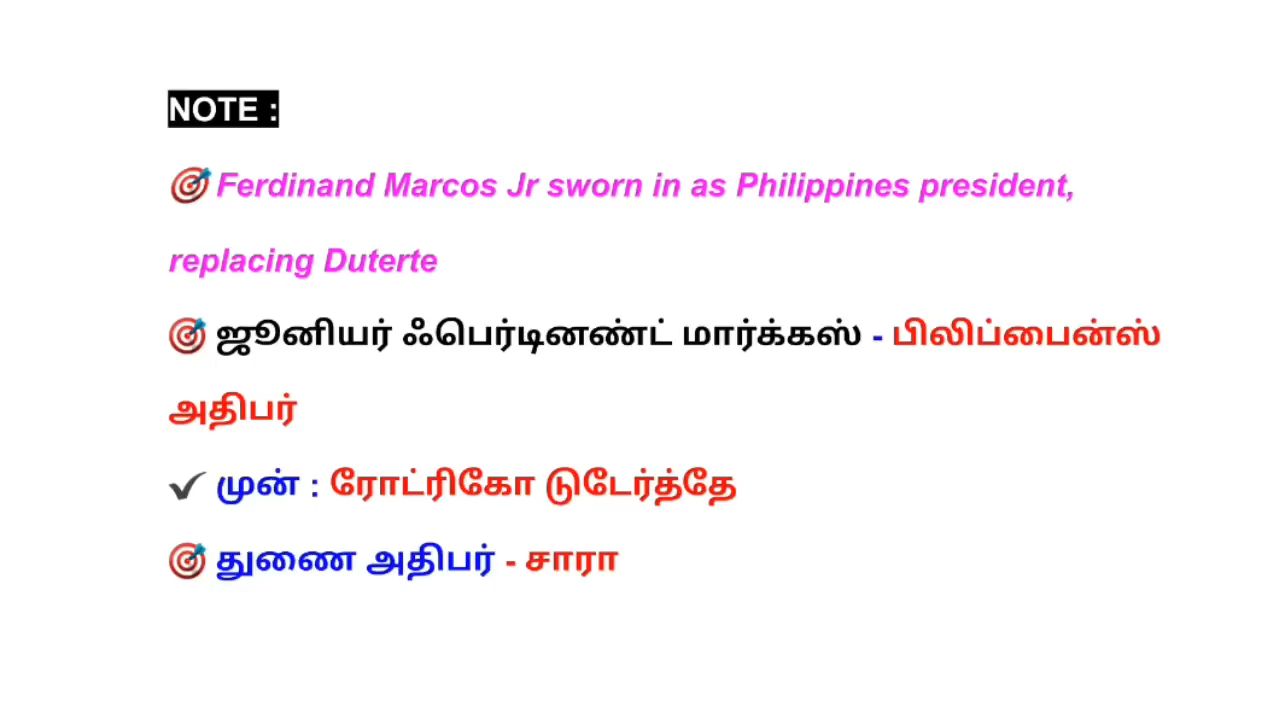 NOTE :
🎯 Ferdinand Marcos Jr sworn in as Philippines president,
replacing Duterte
🎯 ஜூனியர் ஃபெர்டினண்ட் மார்க்கஸ் - பிலிப்பைன்ஸ்
அதிபர்
✔ முன் : ரோட்ரிகோ டுடேர்த்தே
🎯 துணை அதிபர் - சாரா